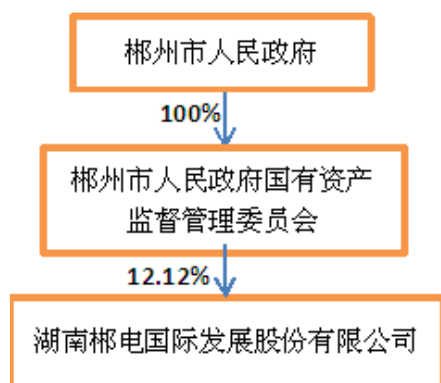 郴州市人民政府
100%
郴州市人民政府国有资产
监督管理委员会
12.12%
湖南郴电国际发展股份有限公司